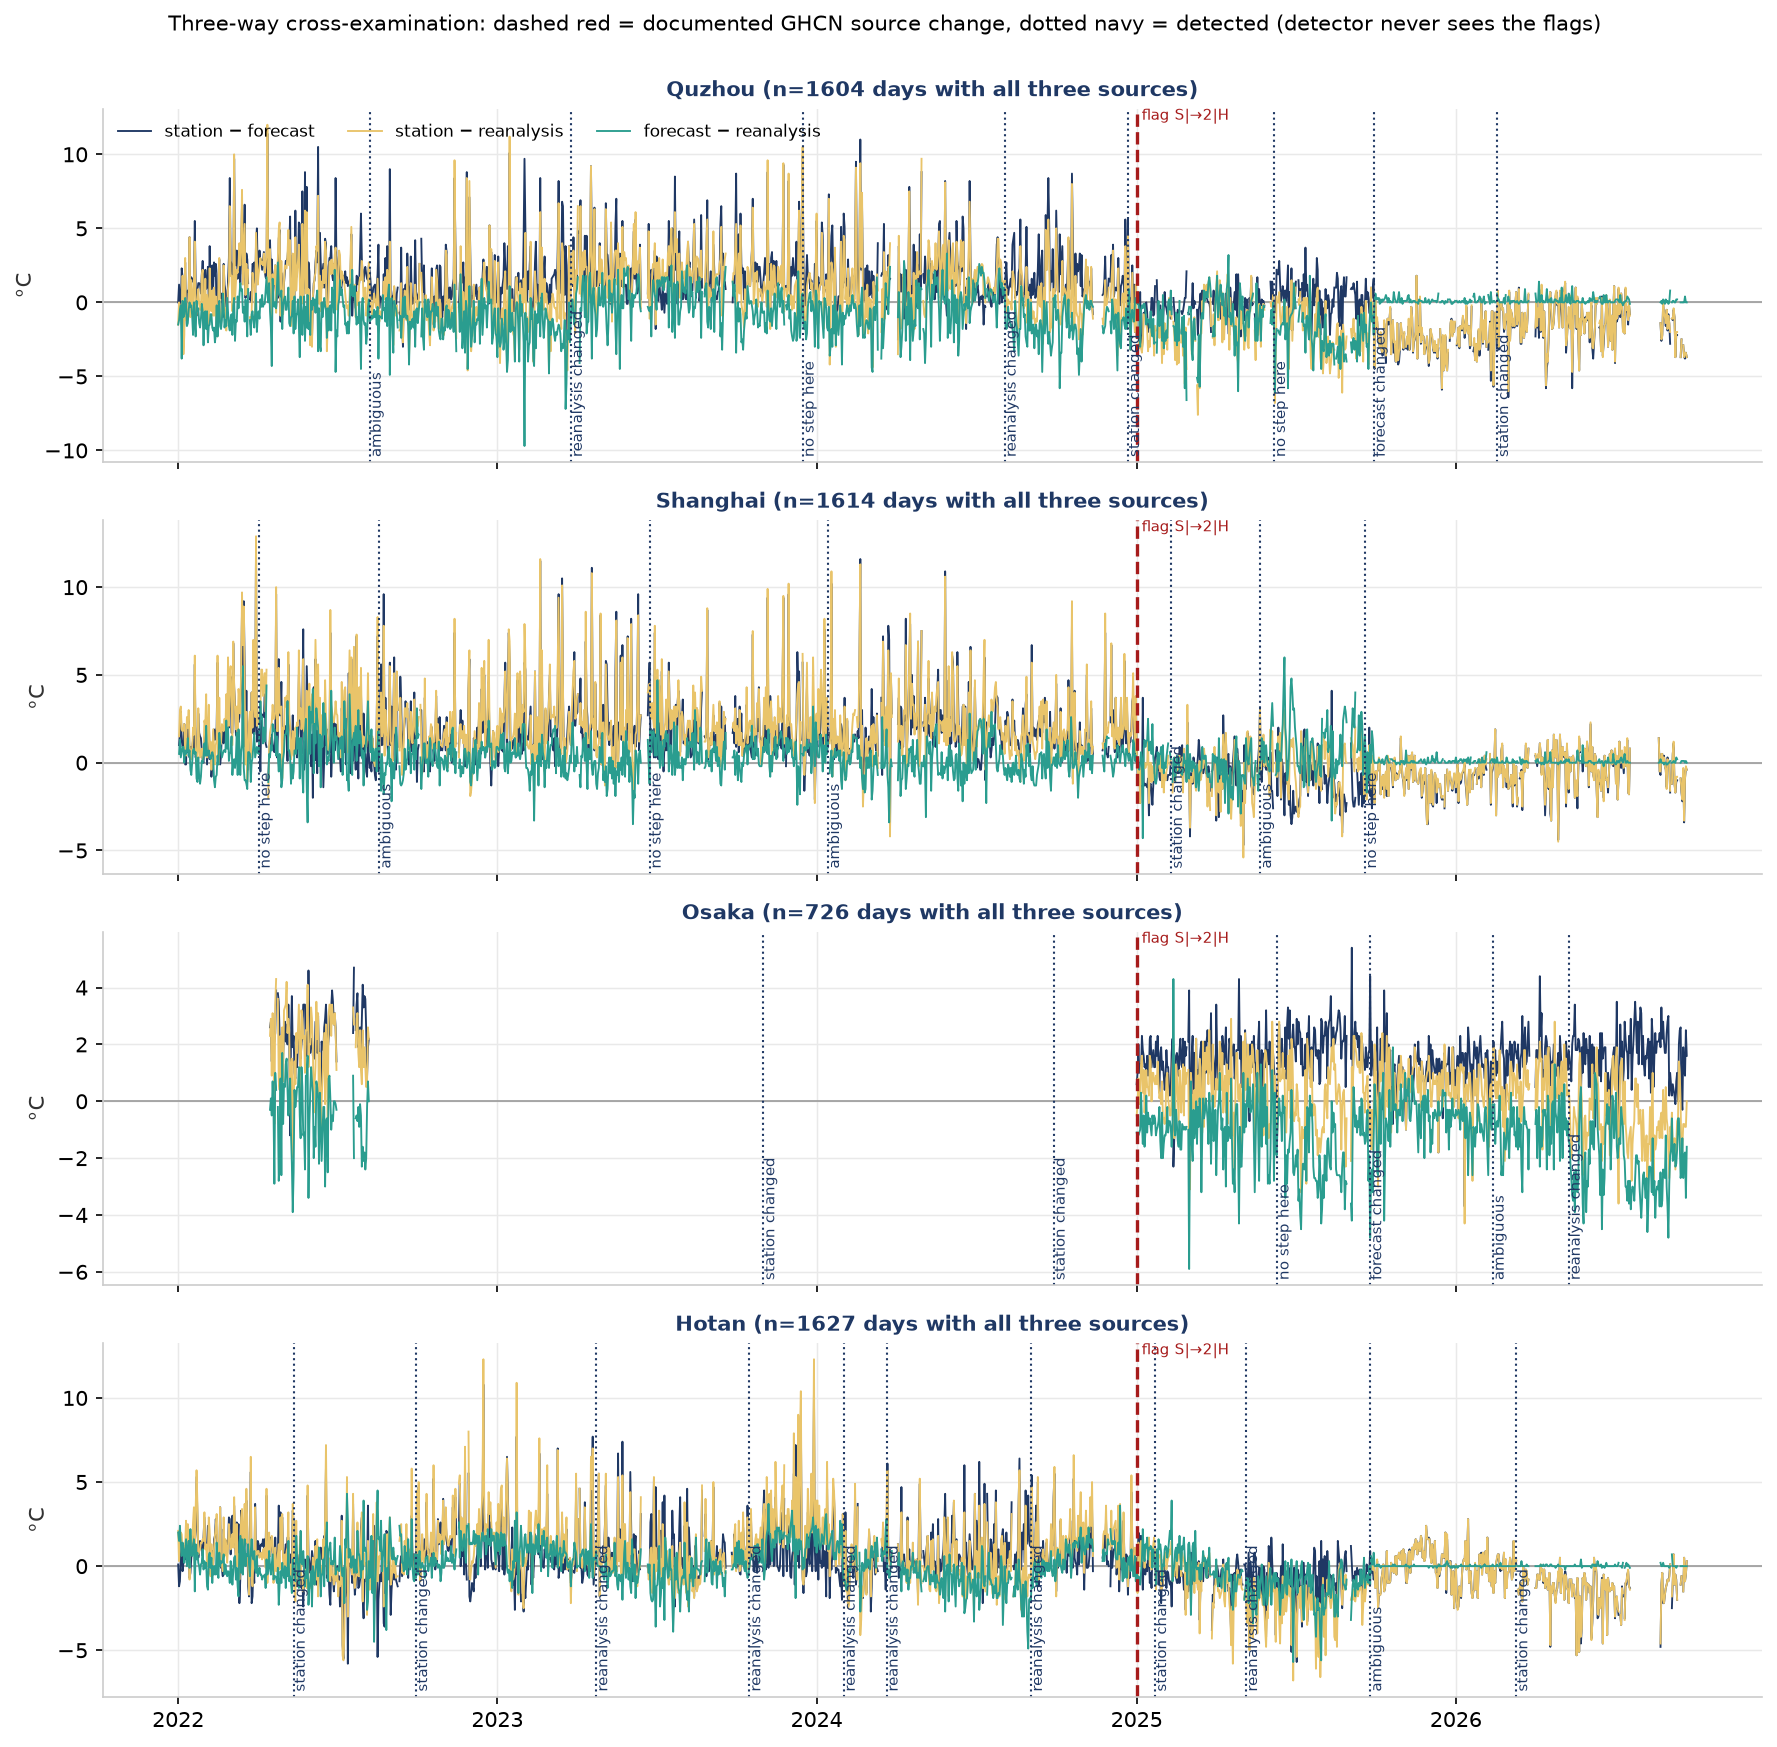 Three-way cross-examination: dashed red = documented GHCN source change, dotted navy = detected (detector never sees the flags)
Quzhou (n=1604 days with all three sources)
flag S|→2|H
station − forecast
station − reanalysis
forecast − reanalysis
10
5
0
−5
−10
°C
ambiguous
reanalysis changed
no step here
reanalysis changed
station changed
no step here
forecast changed
station changed
Shanghai (n=1614 days with all three sources)
flag S|→2|H
10
5
0
−5
°C
no step here
ambiguous
no step here
ambiguous
station changed
ambiguous
no step here
Osaka (n=726 days with all three sources)
flag S|→2|H
4
2
0
−2
−4
−6
°C
station changed
station changed
no step here
forecast changed
ambiguous
reanalysis changed
Hotan (n=1627 days with all three sources)
flag S|→2|H
10
5
0
−5
°C
station changed
station changed
reanalysis changed
reanalysis changed
reanalysis changed
reanalysis changed
reanalysis changed
station changed
reanalysis changed
ambiguous
station changed
2022
2023
2024
2025
2026